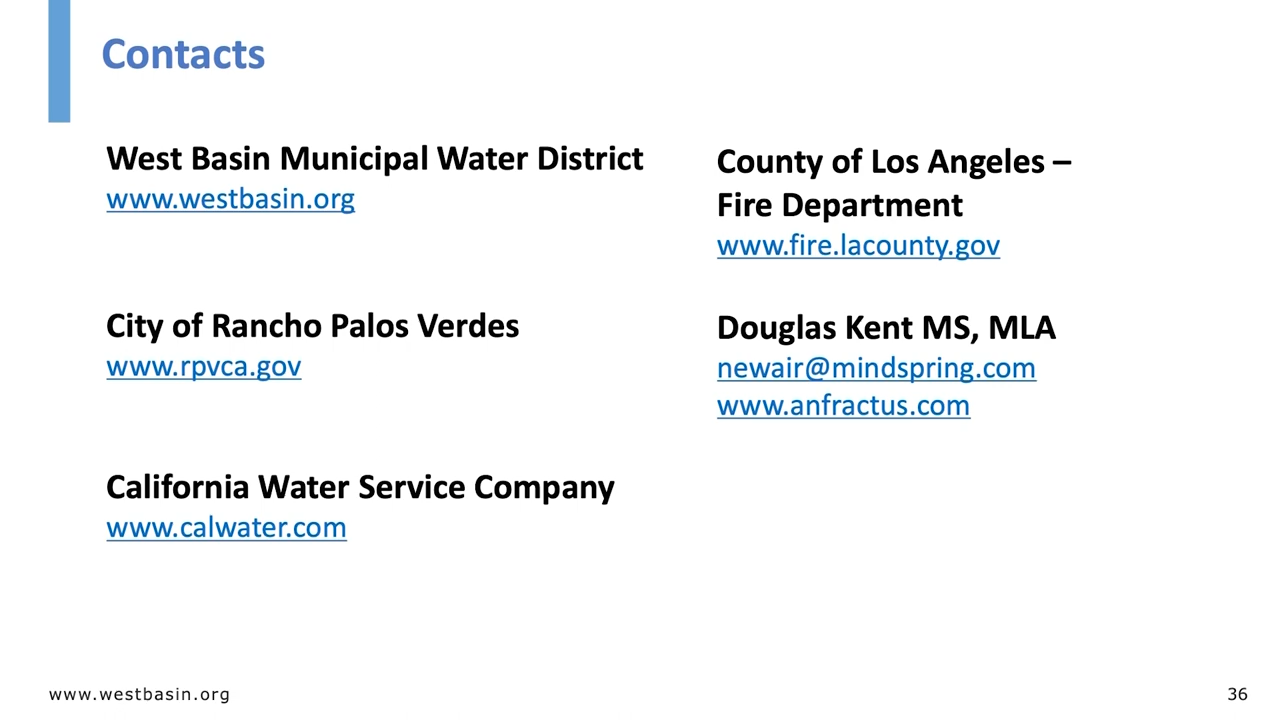 Contacts
West Basin Municipal Water District
www.westbasin.org
City of Rancho Palos Verdes
www.rpvca.gov
California Water Service Company
www.calwater.com
County of Los Angeles –
Fire Department
www.fire.lacounty.gov
Douglas Kent MS, MLA
newair@mindspring.com
www.anfractus.com
www.westbasin.org
36